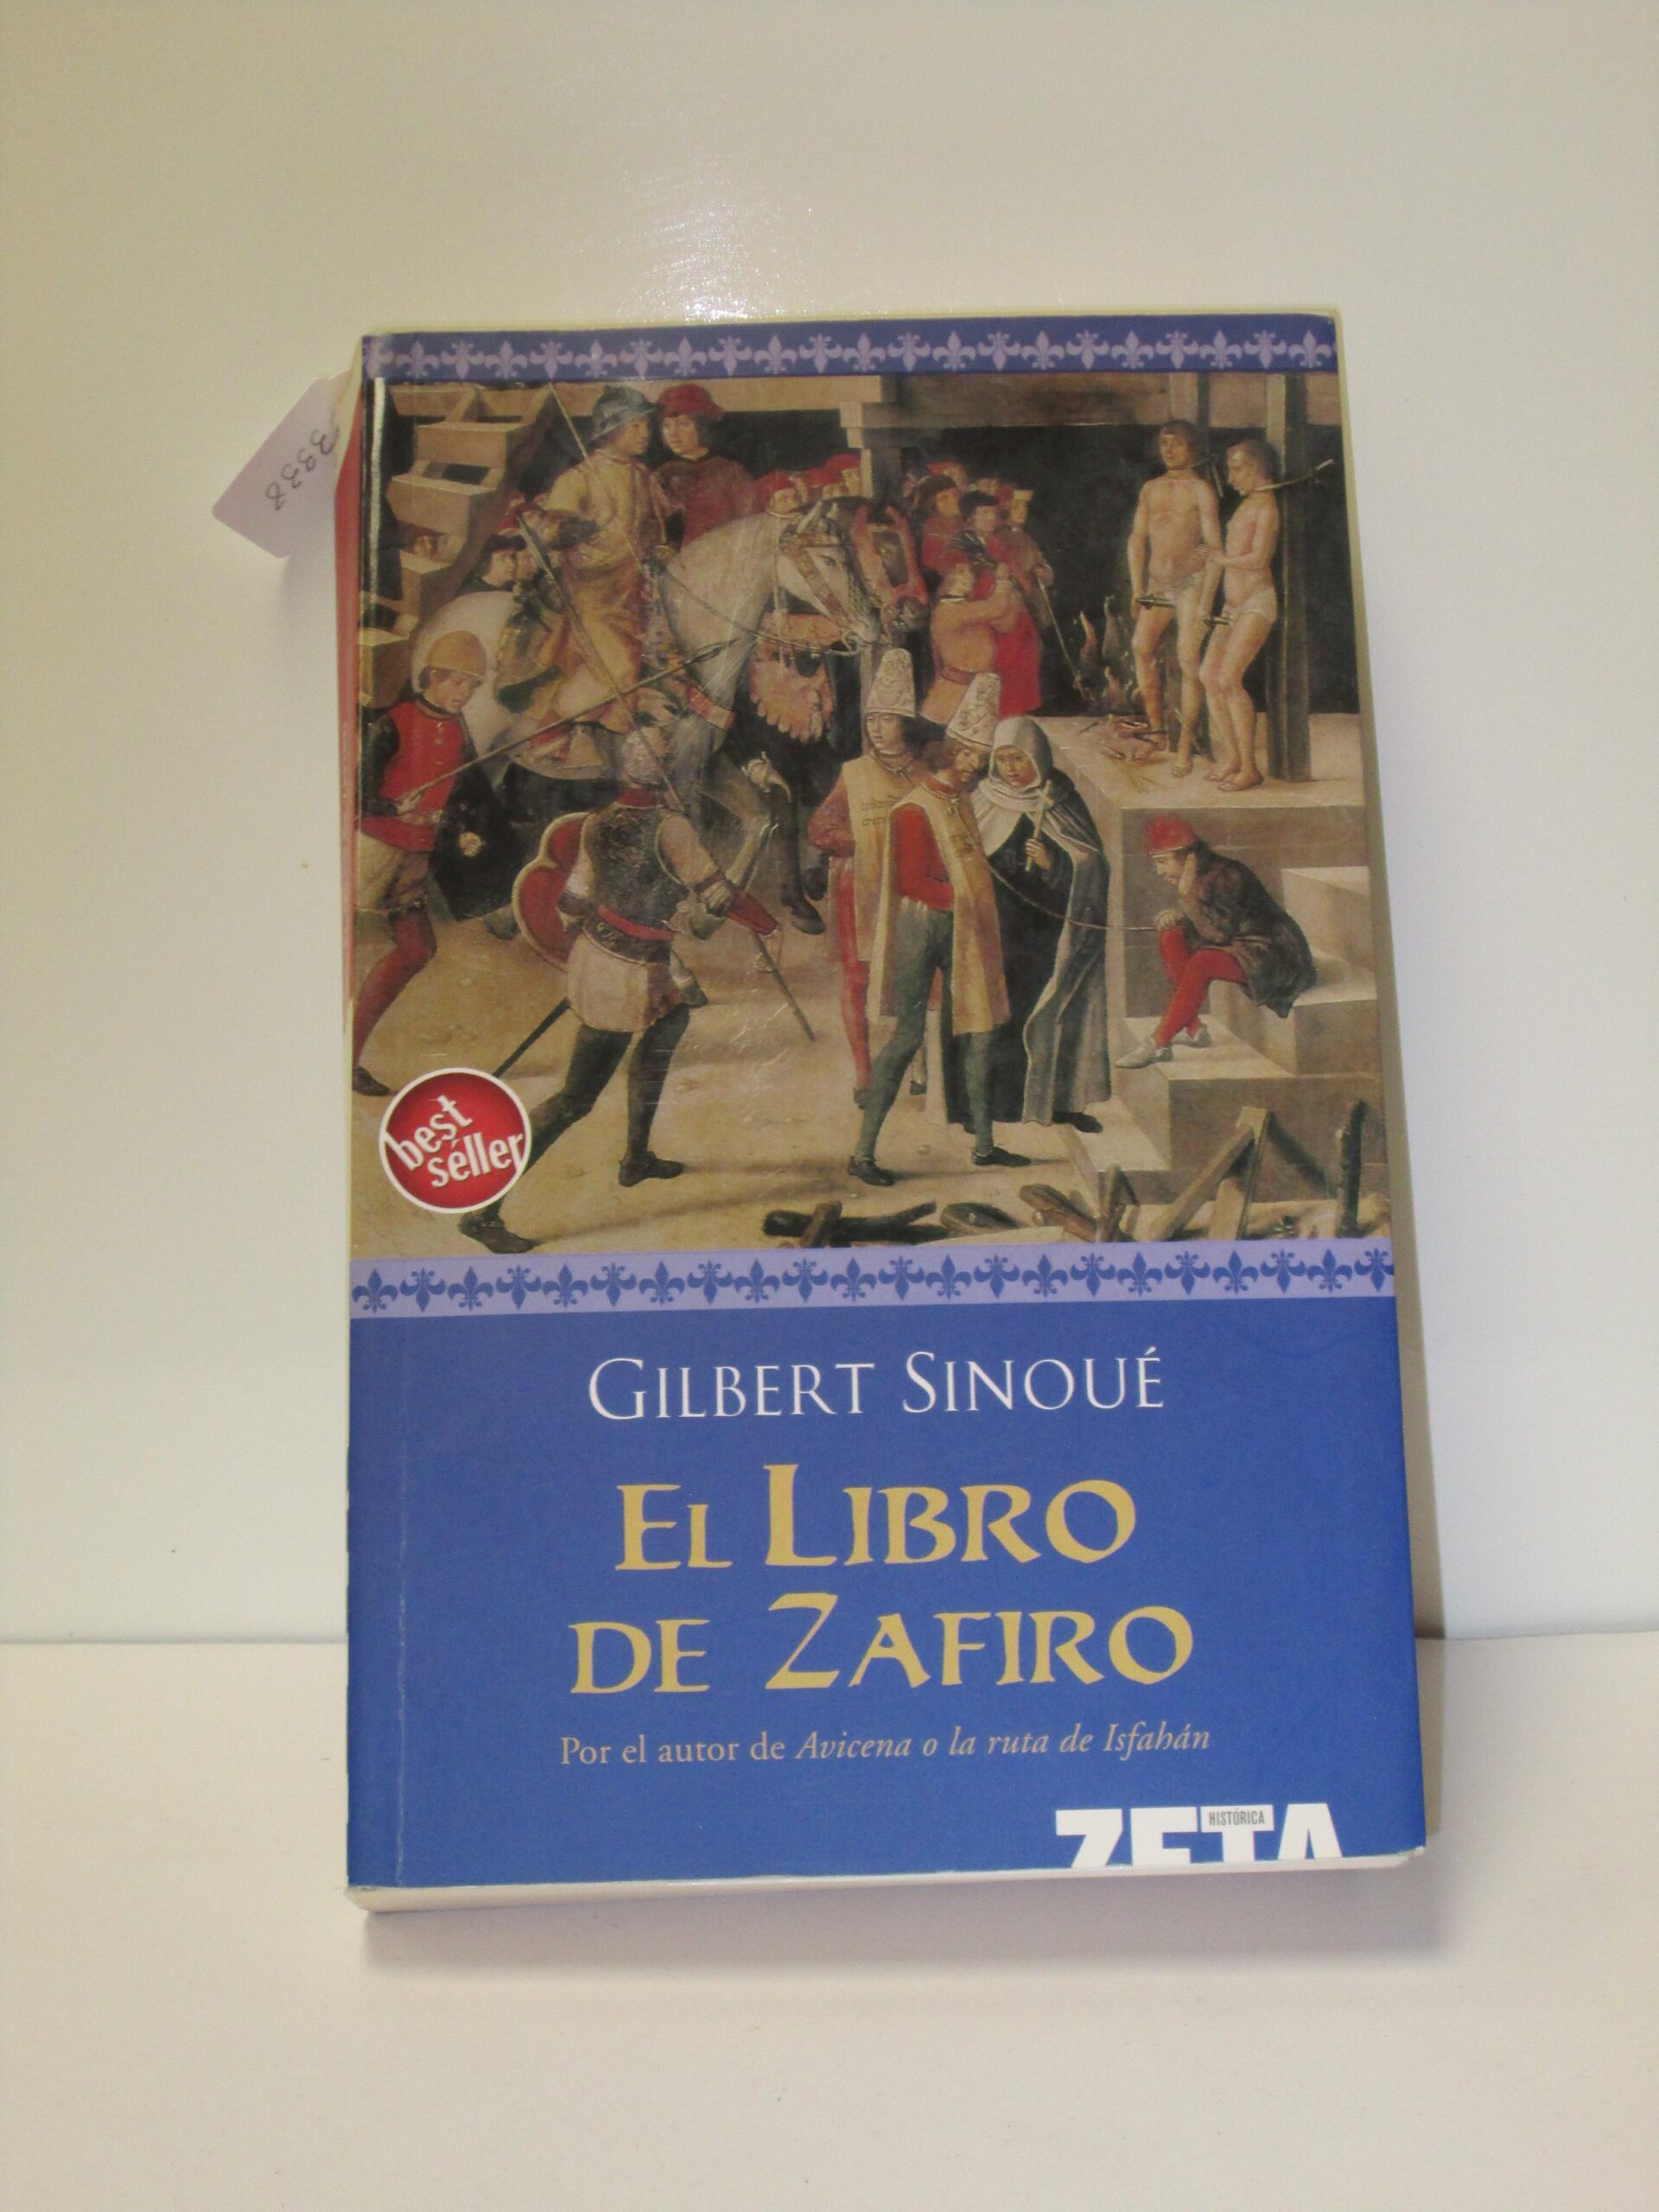 3338
best
séller
GILBERT SINOUÉ
EL LIBRO
DE ZAFIRO
Por el autor de Avicena o la ruta de Isfahán
HISTÓRICA
ZETA